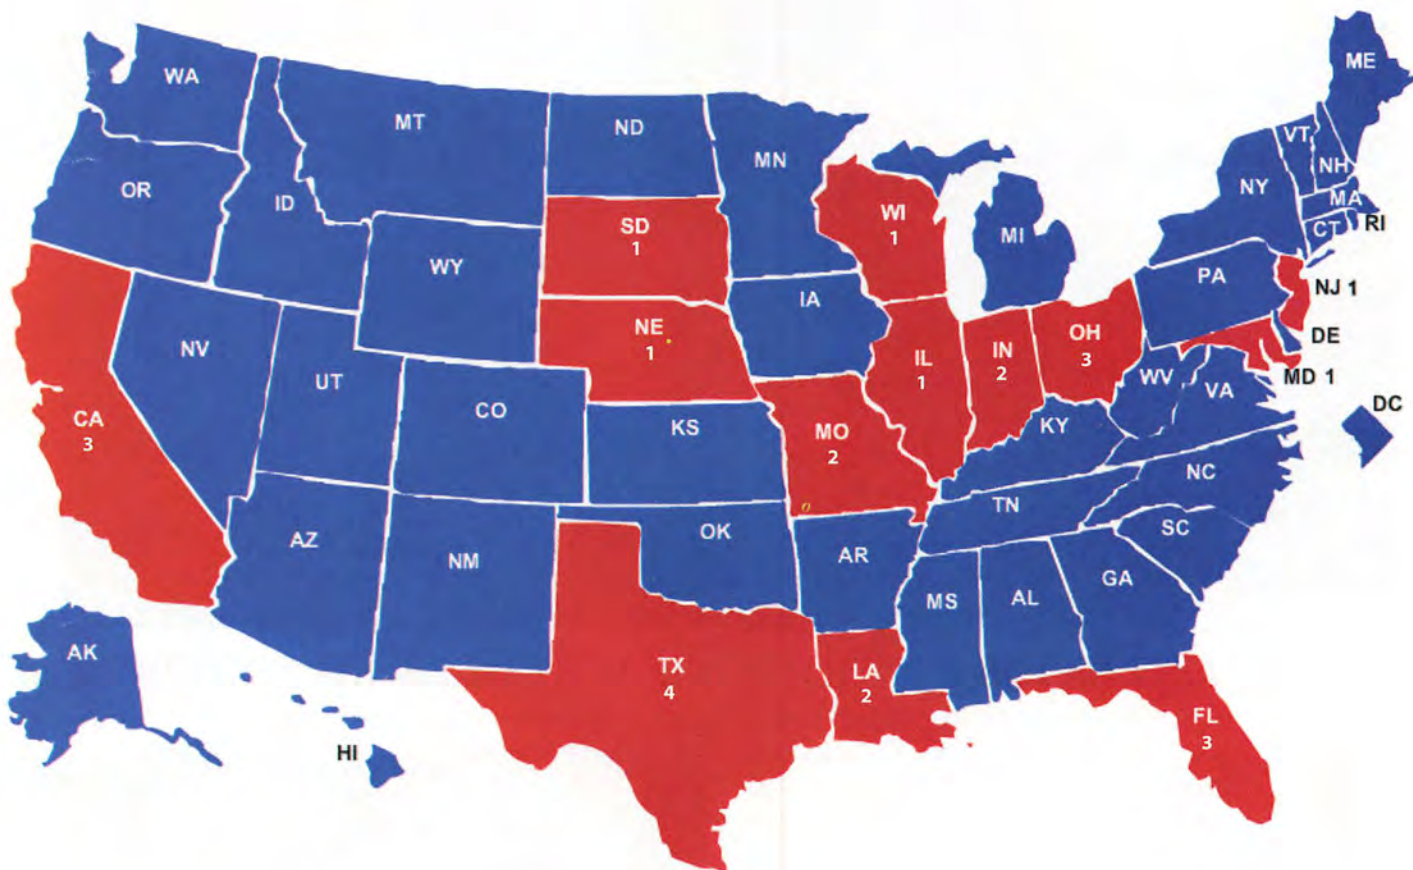 WA
MT
ND
MN
ME
VT
NH
OR
ID
SD
1
WI
1
NY
MA
RI
CT
WY
MI
PA
NJ 1
IA
NE
1
NV
OH
3
DE
IL
1
IN
2
MD 1
UT
CO
WV
VA
DC
CA
3
KS
MO
2
KY
NC
AZ
NM
OK
AR
TN
SC
MS
AL
GA
AK
TX
4
LA
2
FL
3
HI